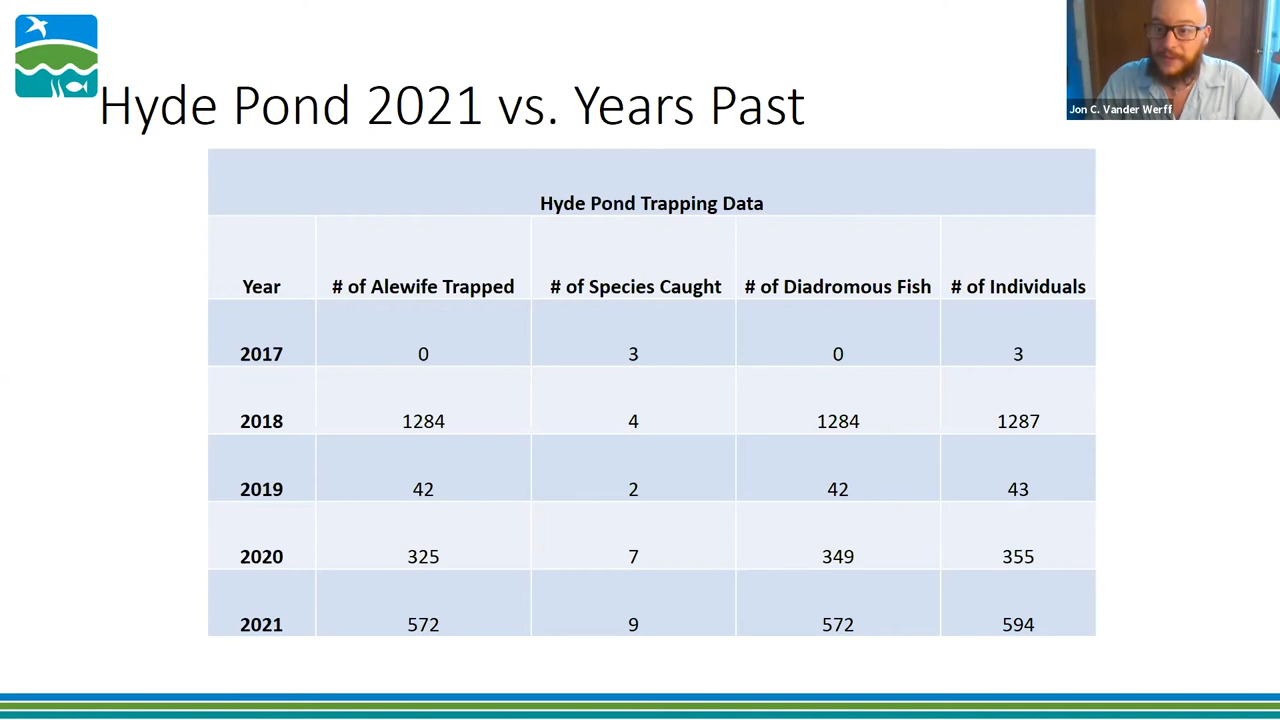 Hyde Pond 2021 vs. Years Past
Jon C. Vander Werff
Hyde Pond Trapping Data
Year # of Alewife Trapped # of Species Caught # of Diadromous Fish # of Individuals
2017 0 3 0 3
2018 1284 4 1284 1287
2019 42 2 42 43
2020 325 7 349 355
2021 572 9 572 594